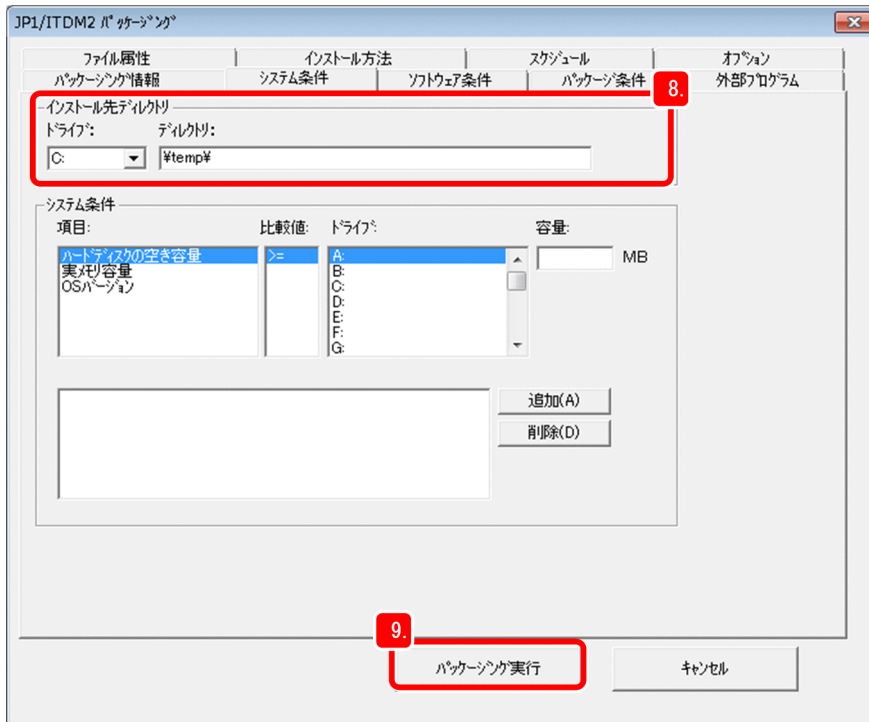 JP1/ITDM2 ﾊﾟｯｹｰｼﾞﾝｸﾞ
ﾌｧｲﾙ属性 ｲﾝｽﾄｰﾙ方法 ｽｹｼﾞｭｰﾙ ｵﾌﾟｼｮﾝ
ﾊﾟｯｹｰｼﾞﾝｸﾞ情報 ｼｽﾃﾑ条件 ｿﾌﾄｳｪｱ条件 ﾊﾟｯｹｰｼﾞ条件 外部ﾌﾟﾛｸﾞﾗﾑ
8.
ｲﾝｽﾄｰﾙ先ﾃﾞｨﾚｸﾄﾘ
ﾄﾞﾗｲﾌﾞ: ﾃﾞｨﾚｸﾄﾘ:
C: ¥temp¥
ｼｽﾃﾑ条件
項目: 比較値: ﾄﾞﾗｲﾌﾞ: 容量:
ﾊｰﾄﾞﾃﾞｨｽｸの空き容量 >= A: MB
実ﾒﾓﾘ容量 B:
OSﾊﾞｰｼﾞｮﾝ C:
D:
E:
F:
G:
追加(A)
削除(D)
9.
ﾊﾟｯｹｰｼﾞﾝｸﾞ実行 ｷｬﾝｾﾙ